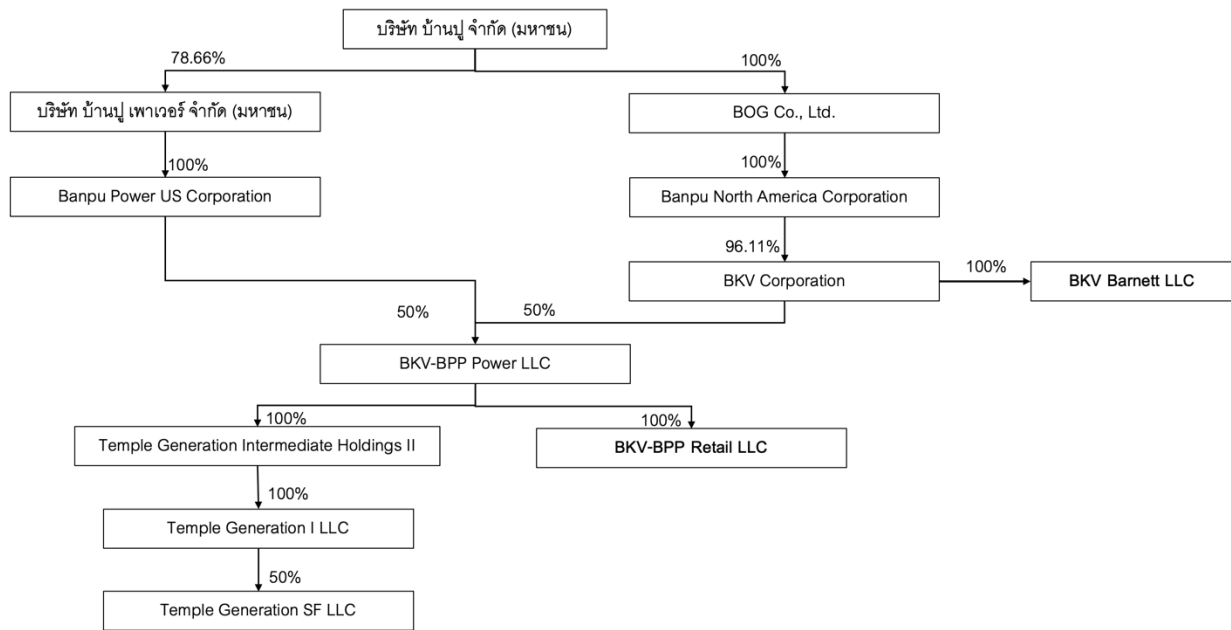 บริษัท บ้านปู จำกัด (มหาชน)
78.66%
100%
บริษัท บ้านปู เพาเวอร์ จำกัด (มหาชน)
BOG Co., Ltd.
100%
100%
Banpu Power US Corporation
Banpu North America Corporation
96.11%
BKV Corporation
100%
BKV Barnett LLC
50%
50%
BKV-BPP Power LLC
100%
100%
Temple Generation Intermediate Holdings II
BKV-BPP Retail LLC
100%
Temple Generation I LLC
50%
Temple Generation SF LLC